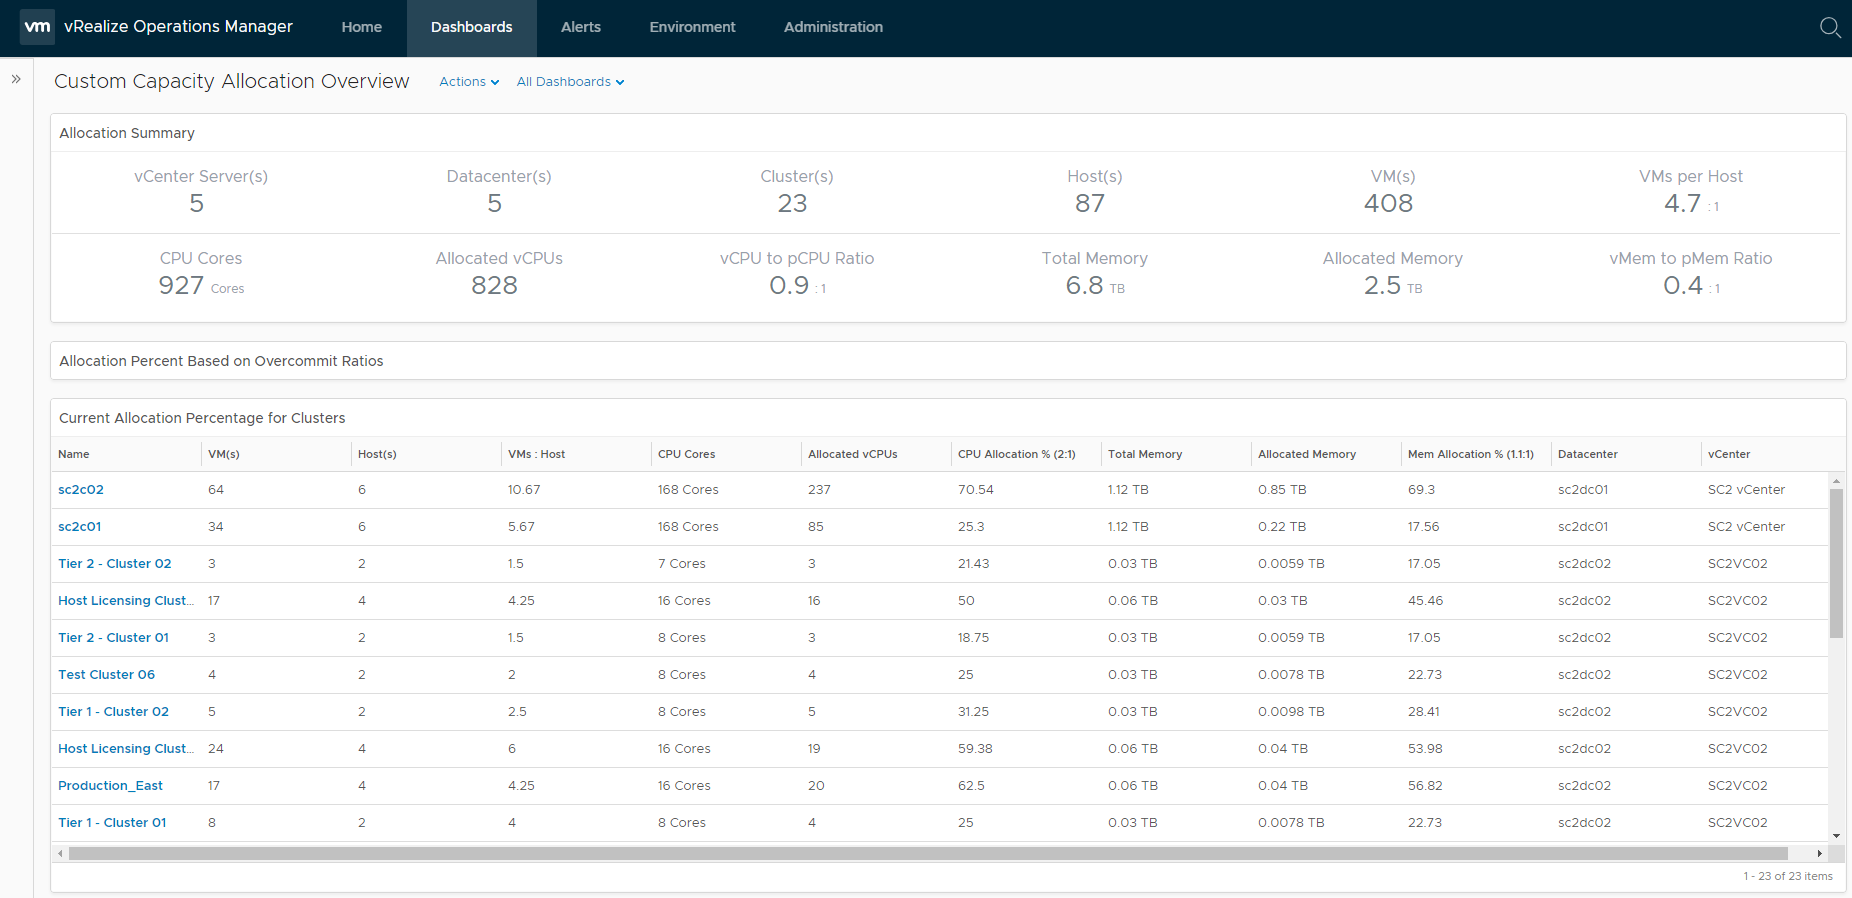 vm vRealize Operations Manager Home Dashboards Alerts Environment Administration
Custom Capacity Allocation Overview Actions All Dashboards
Allocation Summary
vCenter Server(s) Datacenter(s) Cluster(s) Host(s) VM(s) VMs per Host
5 5 23 87 408 4.7 : 1
CPU Cores Allocated vCPUs vCPU to pCPU Ratio Total Memory Allocated Memory vMem to pMem Ratio
927 Cores 828 0.9 : 1 6.8 TB 2.5 TB 0.4 : 1
Allocation Percent Based on Overcommit Ratios
Current Allocation Percentage for Clusters
Name VM(s) Host(s) VMs : Host CPU Cores Allocated vCPUs CPU Allocation % (2:1) Total Memory Allocated Memory Mem Allocation % (1.1:1) Datacenter vCenter
sc2c02 64 6 10.67 168 Cores 237 70.54 1.12 TB 0.85 TB 69.3 sc2dc01 SC2 vCenter
sc2c01 34 6 5.67 168 Cores 85 25.3 1.12 TB 0.22 TB 17.56 sc2dc01 SC2 vCenter
Tier 2 - Cluster 02 3 2 1.5 7 Cores 3 21.43 0.03 TB 0.0059 TB 17.05 sc2dc02 SC2VC02
Host Licensing Clust... 17 4 4.25 16 Cores 16 50 0.06 TB 0.03 TB 45.46 sc2dc02 SC2VC02
Tier 2 - Cluster 01 3 2 1.5 8 Cores 3 18.75 0.03 TB 0.0059 TB 17.05 sc2dc02 SC2VC02
Test Cluster 06 4 2 2 8 Cores 4 25 0.03 TB 0.0078 TB 22.73 sc2dc02 SC2VC02
Tier 1 - Cluster 02 5 2 2.5 8 Cores 5 31.25 0.03 TB 0.0098 TB 28.41 sc2dc02 SC2VC02
Host Licensing Clust... 24 4 6 16 Cores 19 59.38 0.06 TB 0.04 TB 53.98 sc2dc02 SC2VC02
Production_East 17 4 4.25 16 Cores 20 62.5 0.06 TB 0.04 TB 56.82 sc2dc02 SC2VC02
Tier 1 - Cluster 01 8 2 4 8 Cores 4 25 0.03 TB 0.0078 TB 22.73 sc2dc02 SC2VC02
1 - 23 of 23 items